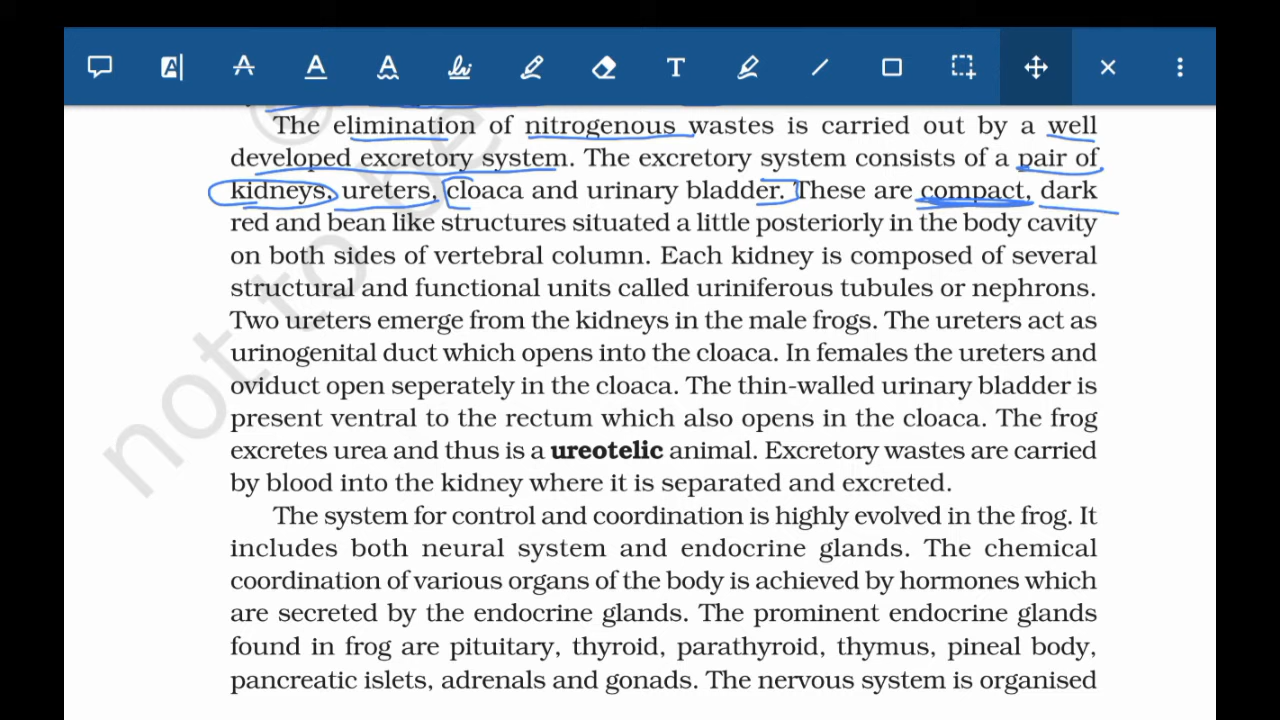 The elimination of nitrogenous wastes is carried out by a well
developed excretory system. The excretory system consists of a pair of
kidneys, ureters, cloaca and urinary bladder. These are compact, dark
red and bean like structures situated a little posteriorly in the body cavity
on both sides of vertebral column. Each kidney is composed of several
structural and functional units called uriniferous tubules or nephrons.
Two ureters emerge from the kidneys in the male frogs. The ureters act as
urinogenital duct which opens into the cloaca. In females the ureters and
oviduct open seperately in the cloaca. The thin-walled urinary bladder is
present ventral to the rectum which also opens in the cloaca. The frog
excretes urea and thus is a ureotelic animal. Excretory wastes are carried
by blood into the kidney where it is separated and excreted.
The system for control and coordination is highly evolved in the frog. It
includes both neural system and endocrine glands. The chemical
coordination of various organs of the body is achieved by hormones which
are secreted by the endocrine glands. The prominent endocrine glands
found in frog are pituitary, thyroid, parathyroid, thymus, pineal body,
pancreatic islets, adrenals and gonads. The nervous system is organised
not to be